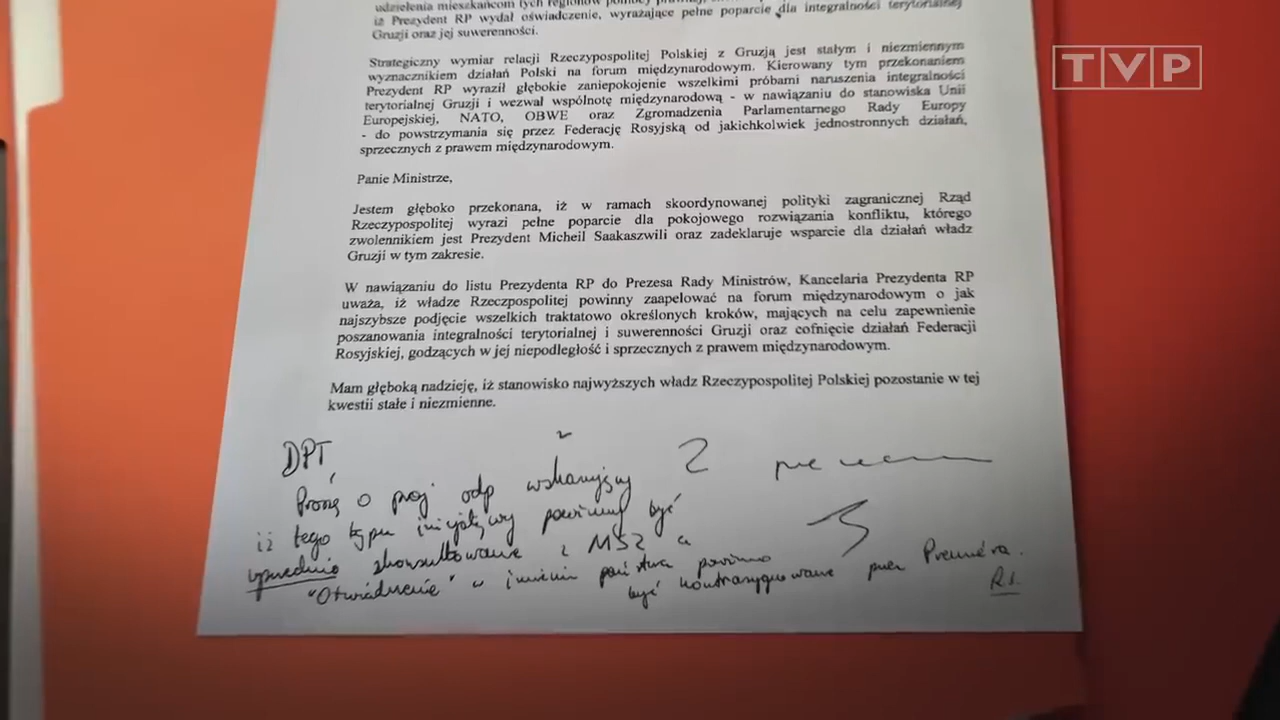 udzielenia mieszkańcom tych regionów pomocy
iż Prezydent RP wydał oświadczenie, wyrażające pełne poparcie dla integralności terytorialnej
Gruzji oraz jej suwerenności.
Strategiczny wymiar relacji Rzeczypospolitej Polskiej z Gruzją jest stałym i niezmiennym
wyznacznikiem działań Polski na forum międzynarodowym. Kierowany tym przekonaniem
Prezydent RP wyraził głębokie zaniepokojenie wszelkimi próbami naruszenia integralności
terytorialnej Gruzji i wezwał wspólnotę międzynarodową - w nawiązaniu do stanowiska Unii
Europejskiej, NATO, OBWE oraz Zgromadzenia Parlamentarnego Rady Europy
- do powstrzymania się przez Federację Rosyjską od jakichkolwiek jednostronnych działań,
sprzecznych z prawem międzynarodowym.
TVP
Panie Ministrze,
Jestem głęboko przekonana, iż w ramach skoordynowanej polityki zagranicznej Rząd
Rzeczypospolitej wyrazi pełne poparcie dla pokojowego rozwiązania konfliktu, którego
zwolennikiem jest Prezydent Micheil Saakaszwili oraz zadeklaruje wsparcie dla działań władz
Gruzji w tym zakresie.
W nawiązaniu do listu Prezydenta RP do Prezesa Rady Ministrów, Kancelaria Prezydenta RP
uważa, iż władze Rzeczpospolitej powinny zaapelować na forum międzynarodowym o jak
najszybsze podjęcie wszelkich traktatowo określonych kroków, mających na celu zapewnienie
poszanowania integralności terytorialnej i suwerenności Gruzji oraz cofnięcie działań Federacji
Rosyjskiej, godzących w jej niepodległość i sprzecznych z prawem międzynarodowym.
Mam głęboką nadzieję, iż stanowisko najwyższych władz Rzeczypospolitej Polskiej pozostanie w tej
kwestii stałe i niezmienne.
DPT
Proszę o proj odp wskazującą
iż tego typu inicjatywy powinny być
uprzednio skonsultowane z MSZ a
"Oświadczenie" w imieniu państwa powinno
być kontrasygnowane przez Premiera.
R.S.